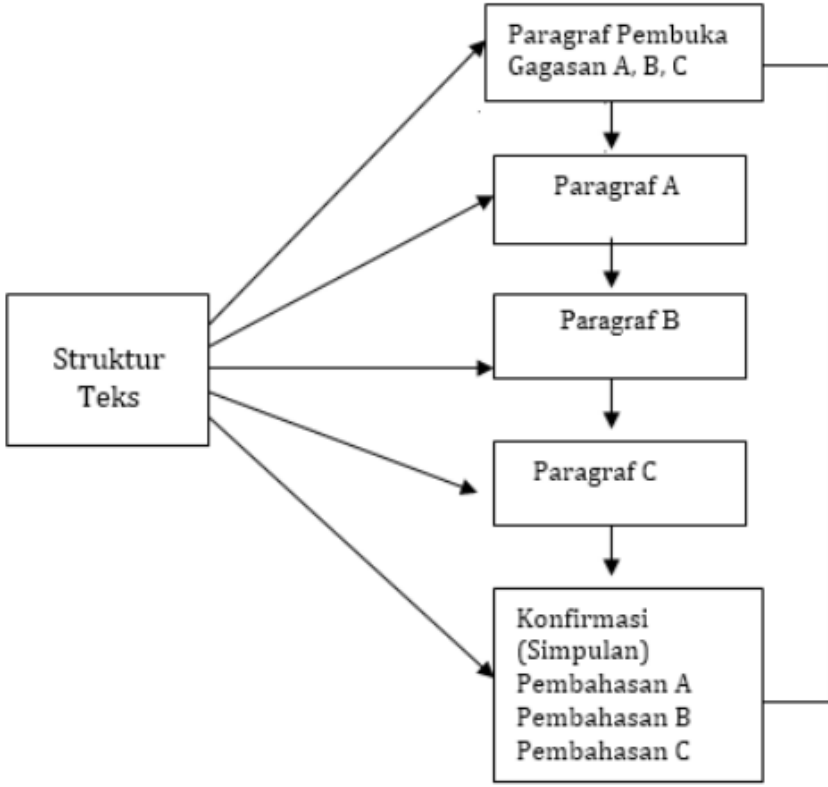 Paragraf Pembuka
Gagasan A, B, C
Paragraf A
Paragraf B
Struktur
Teks
Paragraf C
Konfirmasi
(Simpulan)
Pembahasan A
Pembahasan B
Pembahasan C